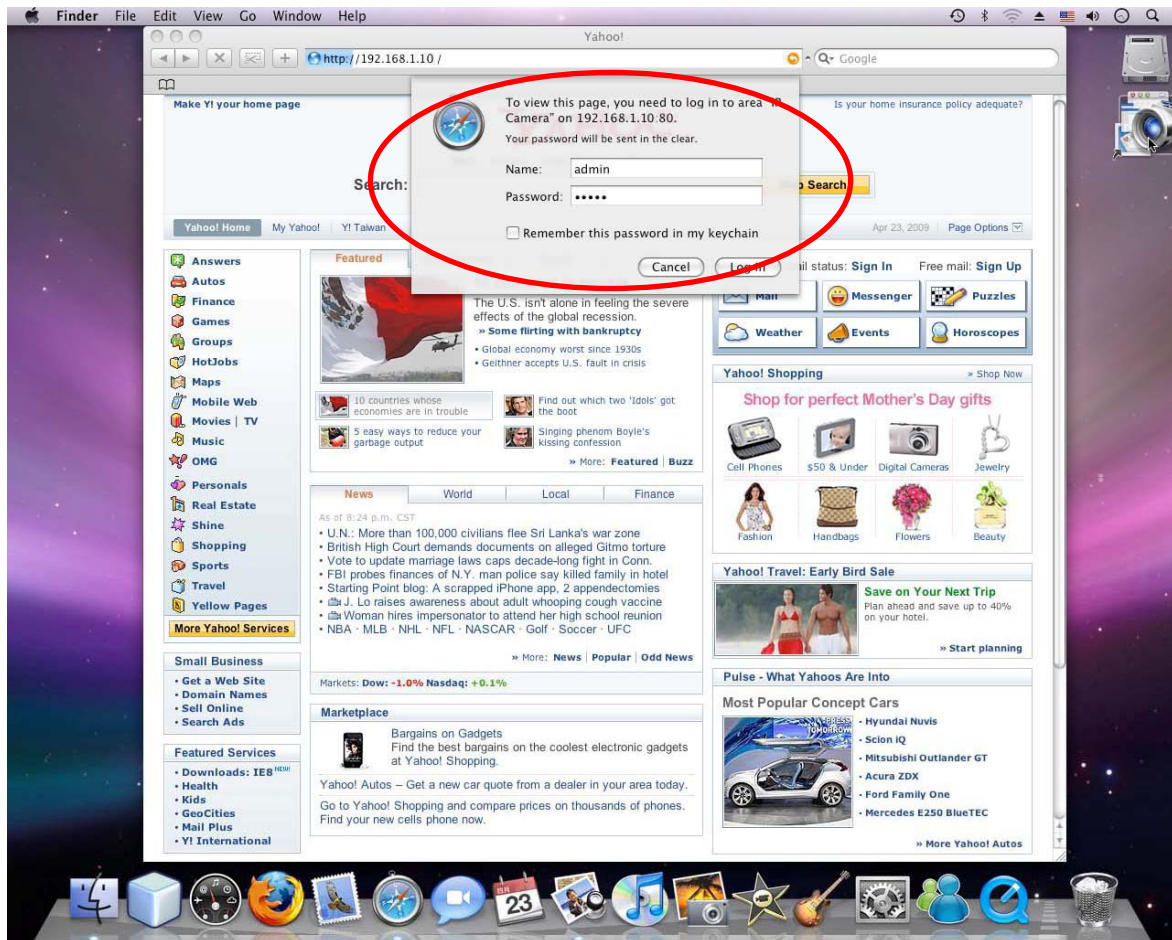 Finder File Edit View Go Window Help
Yahoo!
http://192.168.1.10 /
Google
Make Y! your home page
Is your home insurance policy adequate?
To view this page, you need to log in to area "IP
Camera" on 192.168.1.10:80.
Your password will be sent in the clear.
Name: admin
Password: •••••
Remember this password in my keychain
Cancel
Log In
Search:
Search
Yahoo! Home My Yahoo! Y! Taiwan
Apr 23, 2009 Page Options
Answers
Autos
Finance
Games
Groups
HotJobs
Maps
Mobile Web
Movies | TV
Music
OMG
Personals
Real Estate
Shine
Shopping
Sports
Travel
Yellow Pages
More Yahoo! Services
Small Business
• Get a Web Site
• Domain Names
• Sell Online
• Search Ads
Featured Services
• Downloads: IE8 NEW!
• Health
• Kids
• GeoCities
• Mail Plus
• Y! International
Featured
The U.S. isn't alone in feeling the severe
effects of the global recession.
» Some flirting with bankruptcy
• Global economy worst since 1930s
• Geithner accepts U.S. fault in crisis
10 countries whose
economies are in trouble
Find out which two 'Idols' got
the boot
5 easy ways to reduce your
garbage output
Singing phenom Boyle's
kissing confession
» More: Featured | Buzz
News World Local Finance
As of 8:24 p.m. CST
• U.N.: More than 100,000 civilians flee Sri Lanka's war zone
• British High Court demands documents on alleged Gitmo torture
• Vote to update marriage laws caps decade-long fight in Conn.
• FBI probes finances of N.Y. man police say killed family in hotel
• Starting Point blog: A scrapped iPhone app, 2 appendectomies
• J. Lo raises awareness about adult whooping cough vaccine
• Woman hires impersonator to attend her high school reunion
• NBA · MLB · NHL · NFL · NASCAR · Golf · Soccer · UFC
» More: News | Popular | Odd News
Markets: Dow: -1.0% Nasdaq: +0.1%
Marketplace
Bargains on Gadgets
Find the best bargains on the coolest electronic gadgets
at Yahoo! Shopping.
Yahoo! Autos – Get a new car quote from a dealer in your area today.
Go to Yahoo! Shopping and compare prices on thousands of phones.
Find your new cells phone now.
status: Sign In Free mail: Sign Up
Mail Messenger Puzzles
Weather Events Horoscopes
Yahoo! Shopping » Shop Now
Shop for perfect Mother's Day gifts
Cell Phones $50 & Under Digital Cameras Jewelry
Fashion Handbags Flowers Beauty
Yahoo! Travel: Early Bird Sale
Save on Your Next Trip
Plan ahead and save up to 40%
on your hotel.
» Start planning
Pulse - What Yahoos Are Into
Most Popular Concept Cars
• Hyundai Nuvis
• Scion iQ
• Mitsubishi Outlander GT
• Acura ZDX
• Ford Family One
• Mercedes E250 BlueTEC
» More Yahoo! Autos
23